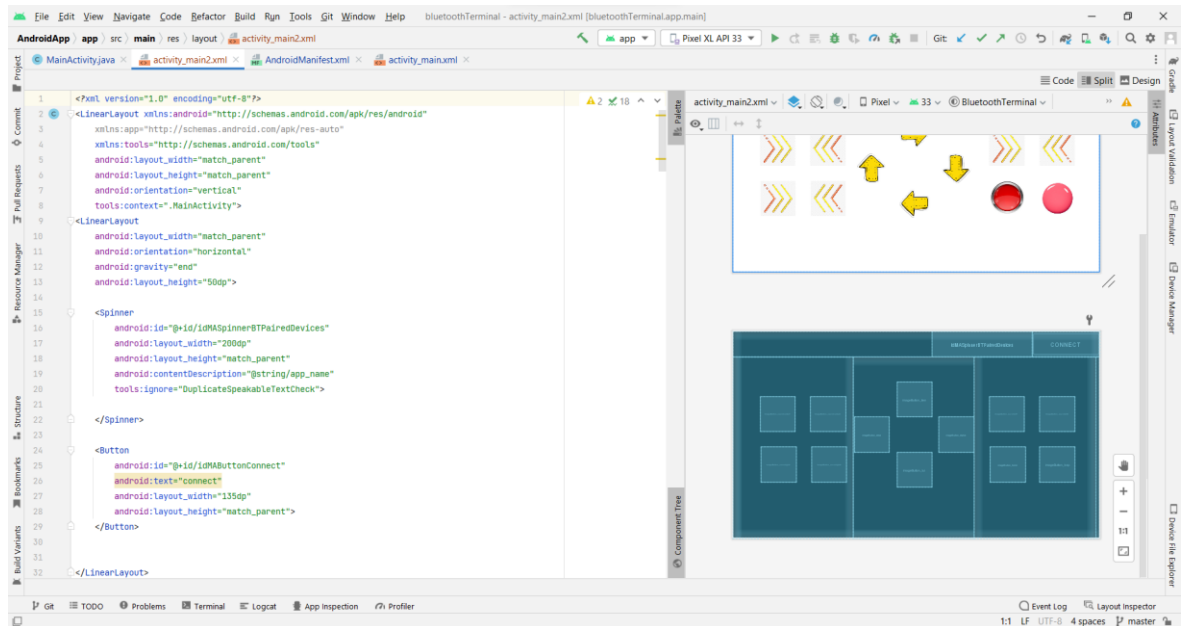 File Edit View Navigate Code Refactor Build Run Tools Git Window Help bluetoothTerminal - activity_main2.xml [bluetoothTerminal.app.main]
AndroidApp app src main res layout activity_main2.xml app Pixel XL API 33 Git:
MainActivity.java activity_main2.xml AndroidManifest.xml activity_main.xml
Code Split Design
1 <?xml version="1.0" encoding="utf-8"?>
2 <LinearLayout xmlns:android="http://schemas.android.com/apk/res/android"
3 xmlns:app="http://schemas.android.com/apk/res-auto"
4 xmlns:tools="http://schemas.android.com/tools"
5 android:layout_width="match_parent"
6 android:layout_height="match_parent"
7 android:orientation="vertical"
8 tools:context=".MainActivity">
9 <LinearLayout
10 android:layout_width="match_parent"
11 android:orientation="horizontal"
12 android:gravity="end"
13 android:layout_height="50dp">
14
15 <Spinner
16 android:id="@+id/idMASpinnerBTPairedDevices"
17 android:layout_width="200dp"
18 android:layout_height="match_parent"
19 android:contentDescription="@string/app_name"
20 tools:ignore="DuplicateSpeakableTextCheck">
21
22 </Spinner>
23
24 <Button
25 android:id="@+id/idMAButtonConnect"
26 android:text="connect"
27 android:layout_width="135dp"
28 android:layout_height="match_parent">
29 </Button>
30
31
32 </LinearLayout>
2 18
activity_main2.xml Pixel 33 BluetoothTerminal
idMASpinnerBTPairedDevices CONNECT
1:1
Project
Commit
Pull Requests
Resource Manager
Structure
Bookmarks
Build Variants
Palette
Component Tree
Attributes
Gradle
Layout Validation
Emulator
Device Manager
Device File Explorer
Git TODO Problems Terminal Logcat App Inspection Profiler Event Log Layout Inspector
1:1 LF UTF-8 4 spaces master